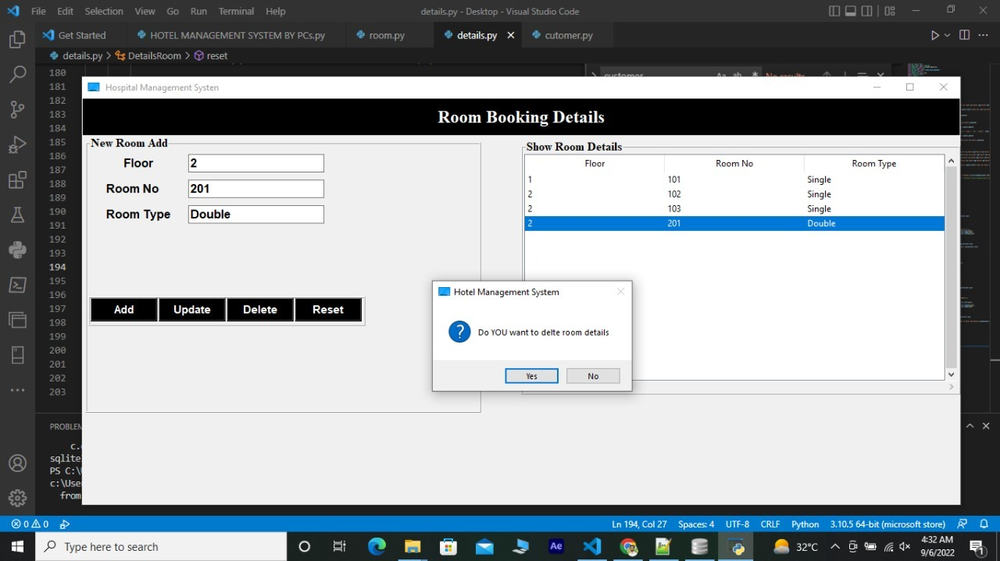 File Edit Selection View Go Run Terminal Help
details.py - Desktop - Visual Studio Code
Get Started
HOTEL MANAGEMENT SYSTEM BY PCs.py
room.py
details.py
cutomer.py
details.py > DetailsRoom > reset
180
181
182
183
184
185
186
187
188
189
190
191
192
193
194
195
196
197
198
199
200
201
202
203
customer
No results
Hospital Management Systen
Room Booking Details
New Room Add
Floor 2
Room No 201
Room Type Double
Add Update Delete Reset
Show Room Details
Floor Room No Room Type
1 101 Single
2 102 Single
2 103 Single
2 201 Double
Hotel Management System
? Do YOU want to delte room details
Yes No
PROBLEM
c.
sqlite
PS C:\
c:\Use
from
0 0
Ln 194, Col 27 Spaces: 4 UTF-8 CRLF Python 3.10.5 64-bit (microsoft store)
Type here to search
Ae
32°C
4:32 AM
9/6/2022
1